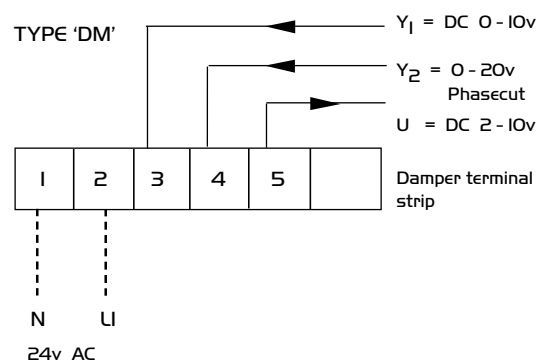 TYPE 'DM'
Y1 = DC 0-10v
Y2 = 0-20v
Phasecut
U = DC 2-10v
1 2 3 4 5
Damper terminal
strip
N L1
24v AC